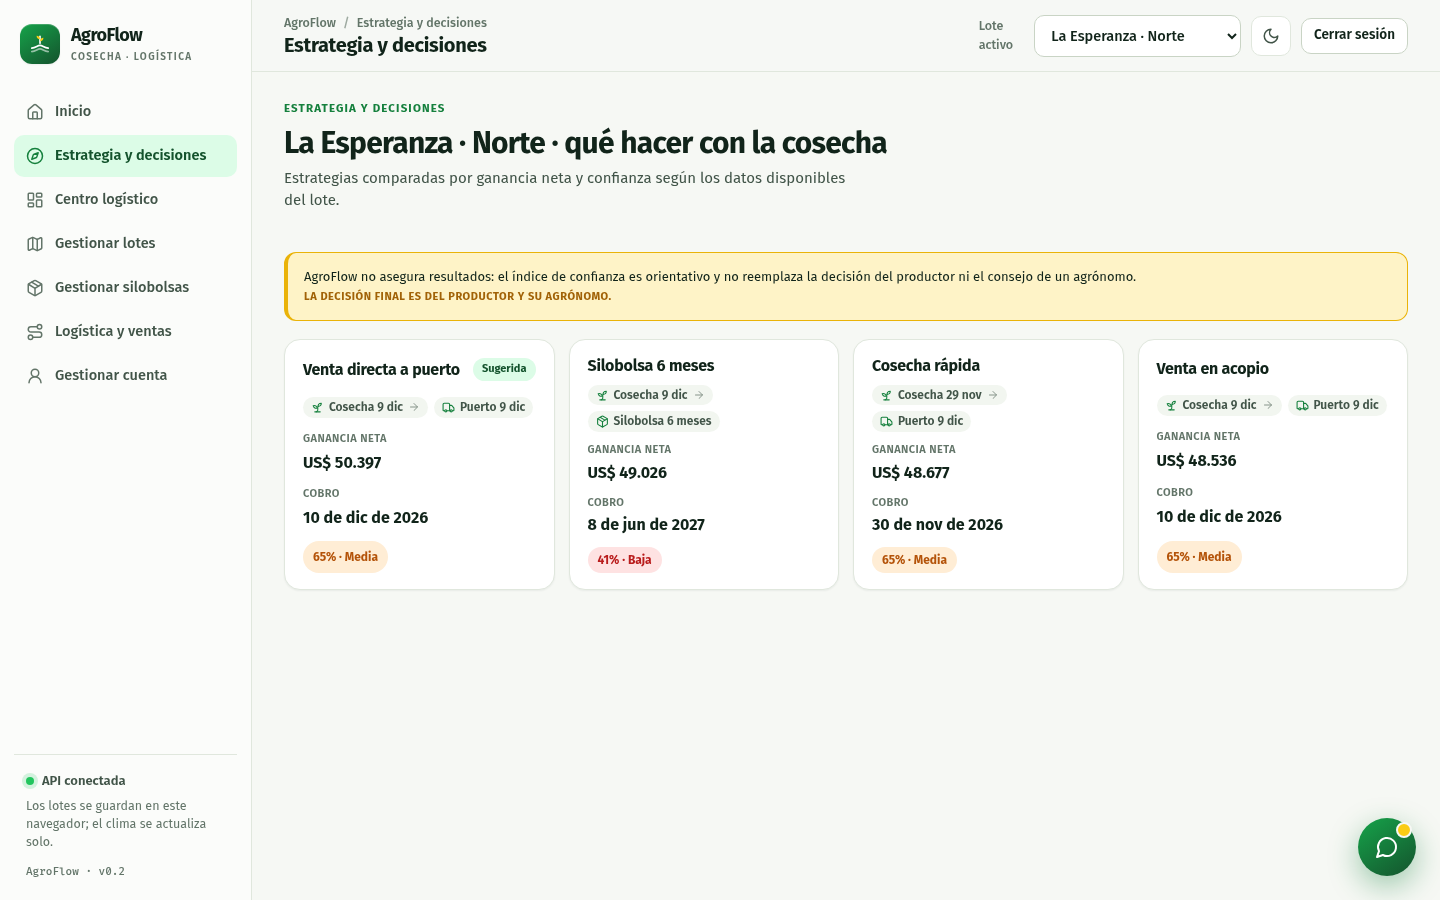 AgroFlow
COSECHA · LOGÍSTICA
Inicio
Estrategia y decisiones
Centro logístico
Gestionar lotes
Gestionar silobolsas
Logística y ventas
Gestionar cuenta
API conectada
Los lotes se guardan en este
navegador; el clima se actualiza
solo.
AgroFlow · v0.2
AgroFlow / Estrategia y decisiones
Estrategia y decisiones
Lote
activo
La Esperanza · Norte
Cerrar sesión
ESTRATEGIA Y DECISIONES
La Esperanza · Norte · qué hacer con la cosecha
Estrategias comparadas por ganancia neta y confianza según los datos disponibles
del lote.
AgroFlow no asegura resultados: el índice de confianza es orientativo y no reemplaza la decisión del productor ni el consejo de un agrónomo.
LA DECISIÓN FINAL ES DEL PRODUCTOR Y SU AGRÓNOMO.
Venta directa a puerto Sugerida
Cosecha 9 dic → Puerto 9 dic
GANANCIA NETA
US$ 50.397
COBRO
10 de dic de 2026
65% · Media
Silobolsa 6 meses
Cosecha 9 dic →
Silobolsa 6 meses
GANANCIA NETA
US$ 49.026
COBRO
8 de jun de 2027
41% · Baja
Cosecha rápida
Cosecha 29 nov →
Puerto 9 dic
GANANCIA NETA
US$ 48.677
COBRO
30 de nov de 2026
65% · Media
Venta en acopio
Cosecha 9 dic → Puerto 9 dic
GANANCIA NETA
US$ 48.536
COBRO
10 de dic de 2026
65% · Media